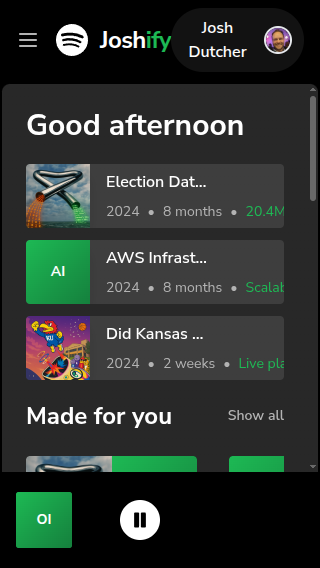 Joshify
Josh
Dutcher
Good afternoon
Election Dat...
2024 • 8 months • 20.4M
AI
AWS Infrast...
2024 • 8 months • Scalab
KU
Did Kansas ...
2024 • 2 weeks • Live pla
Made for you
Show all
OI